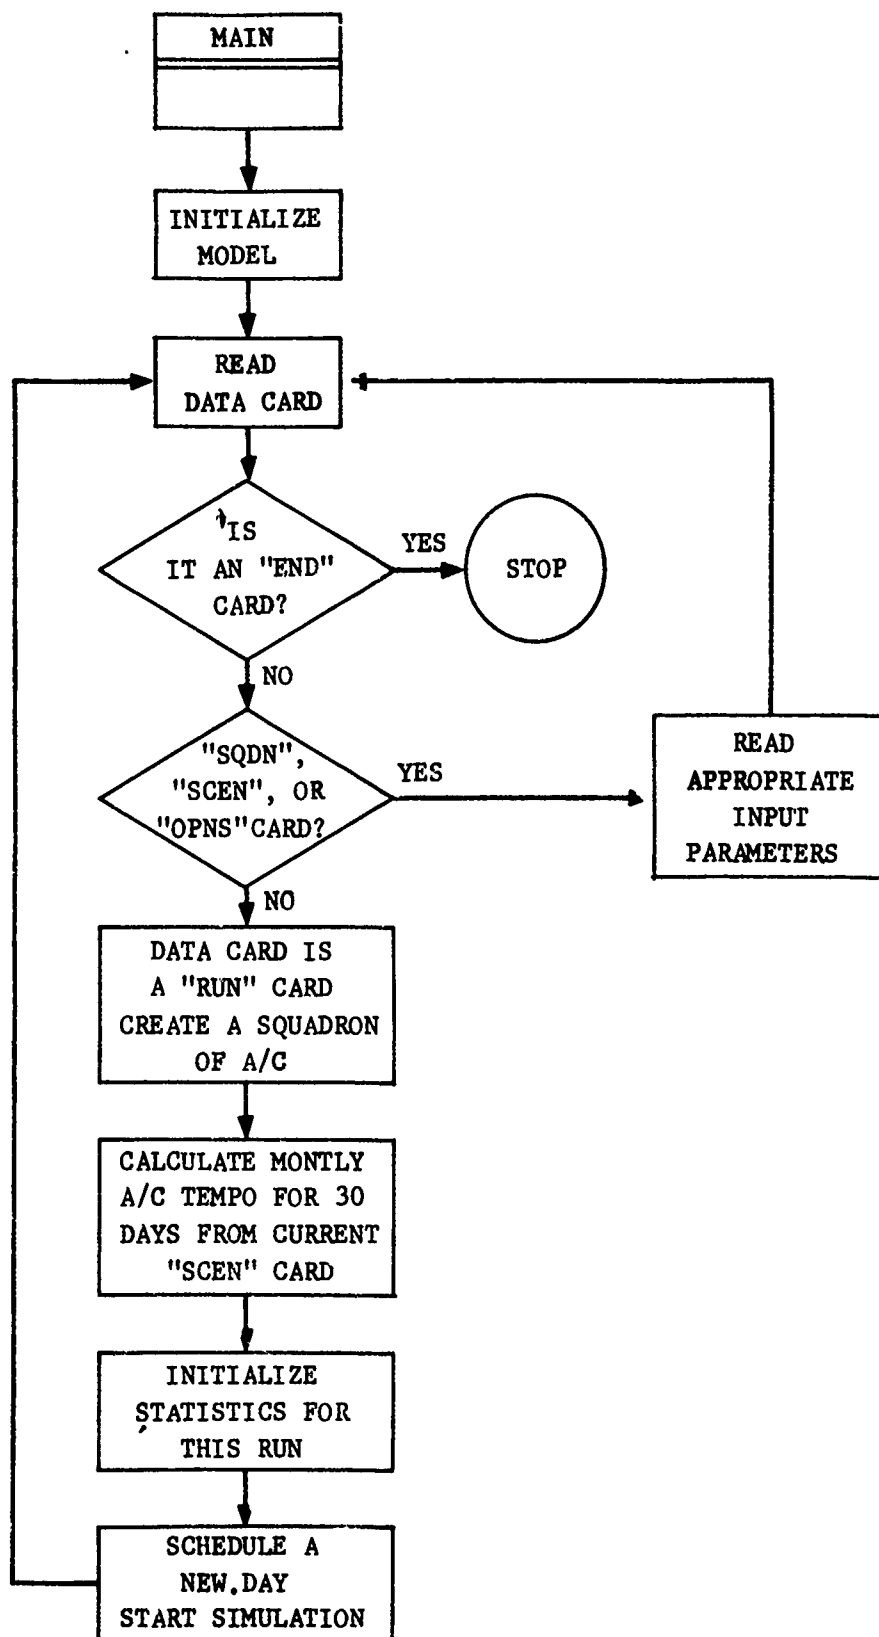 MAIN
INITIALIZE
MODEL
READ
DATA CARD
IS
IT AN "END"
CARD?
YES
STOP
NO
"SQDN",
"SCEN", OR
"OPNS" CARD?
YES
READ
APPROPRIATE
INPUT
PARAMETERS
NO
DATA CARD IS
A "RUN" CARD
CREATE A SQUADRON
OF A/C
CALCULATE MONTLY
A/C TEMPO FOR 30
DAYS FROM CURRENT
"SCEN" CARD
INITIALIZE
STATISTICS FOR
THIS RUN
SCHEDULE A
NEW.DAY
START SIMULATION